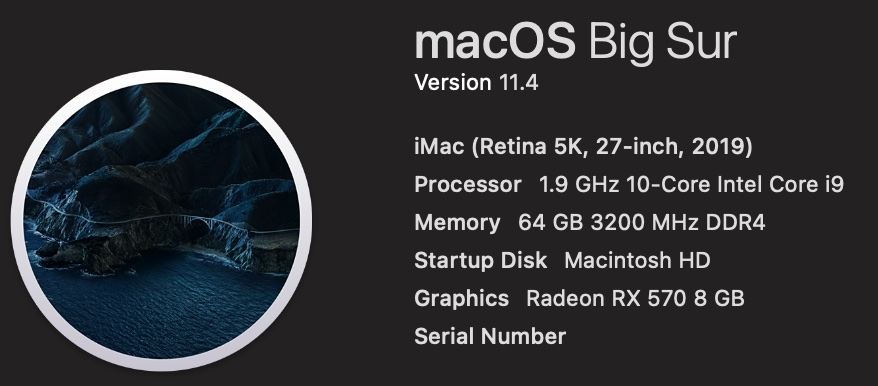 macOS Big Sur
Version 11.4
iMac (Retina 5K, 27-inch, 2019)
Processor 1.9 GHz 10-Core Intel Core i9
Memory 64 GB 3200 MHz DDR4
Startup Disk Macintosh HD
Graphics Radeon RX 570 8 GB
Serial Number